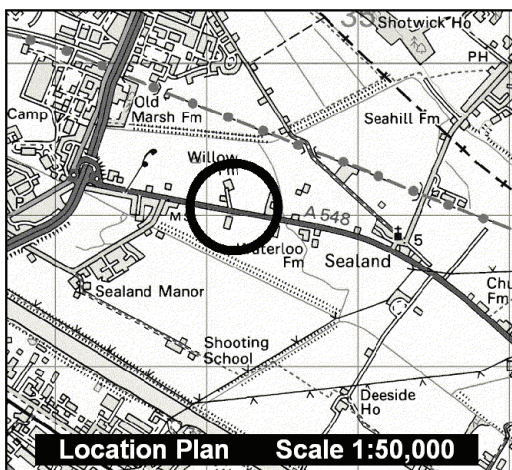 35
Shotwick Ho
PH
Old
Marsh Fm
Seahill Fm
Camp
Willow
A 548
P
Waterloo
Fm
5
Sealand
Chu
Fm
Sealand Manor
Shooting
School
Deeside
Ho
Location Plan Scale 1:50,000